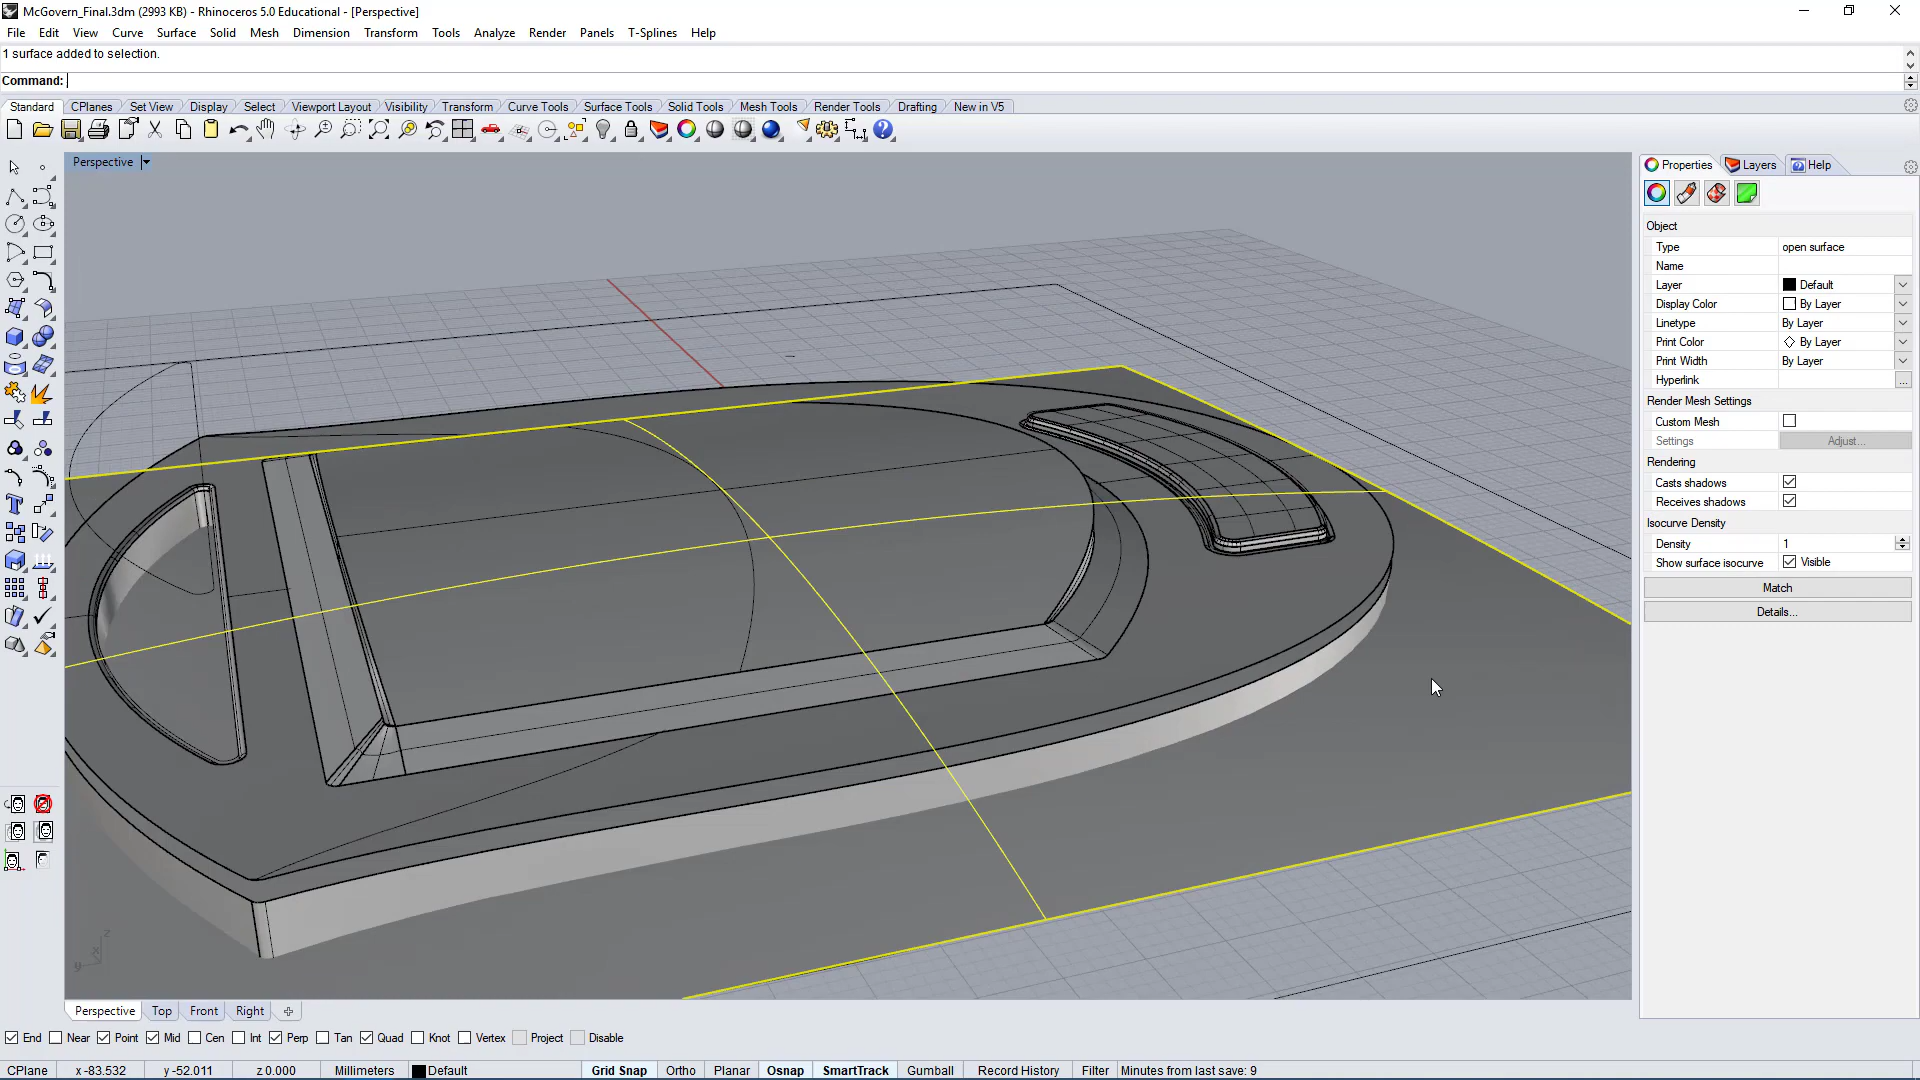 McGovern_Final.3dm (2993 KB) - Rhinoceros 5.0 Educational - [Perspective]
File Edit View Curve Surface Solid Mesh Dimension Transform Tools Analyze Render Panels T-Splines Help
1 surface added to selection.
Command:
Standard CPlanes Set View Display Select Viewport Layout Visibility Transform Curve Tools Surface Tools Solid Tools Mesh Tools Render Tools Drafting New in V5
Perspective
Properties Layers Help
Object
Type open surface
Name
Layer Default
Display Color By Layer
Linetype By Layer
Print Color By Layer
Print Width By Layer
Hyperlink ...
Render Mesh Settings
Custom Mesh
Settings Adjust...
Rendering
Casts shadows
Receives shadows
Isocurve Density
Density 1
Show surface isocurve Visible
Match
Details...
z
x
y
Perspective Top Front Right
End Near Point Mid Cen Int Perp Tan Quad Knot Vertex Project Disable
CPlane x -83.532 y -52.011 z 0.000 Millimeters Default Grid Snap Ortho Planar Osnap SmartTrack Gumball Record History Filter Minutes from last save: 9